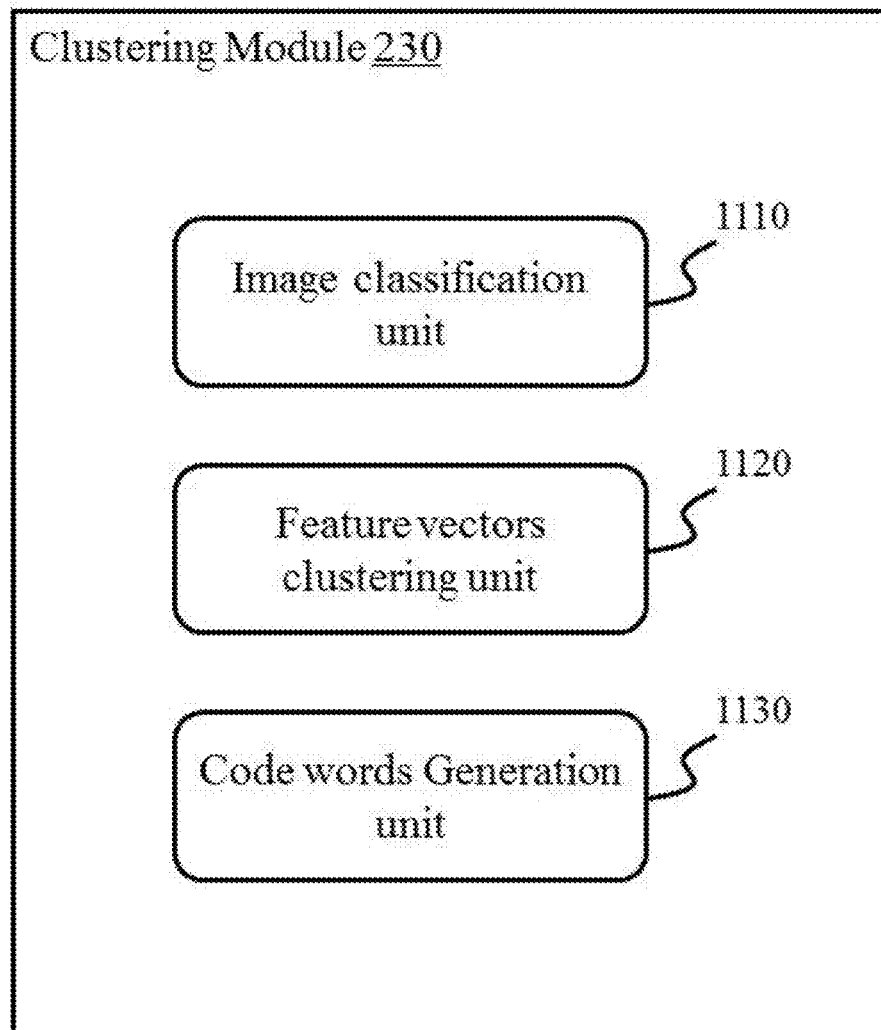 Clustering Module 230
1110
Image classification
unit
1120
Feature vectors
clustering unit
1130
Code words Generation
unit